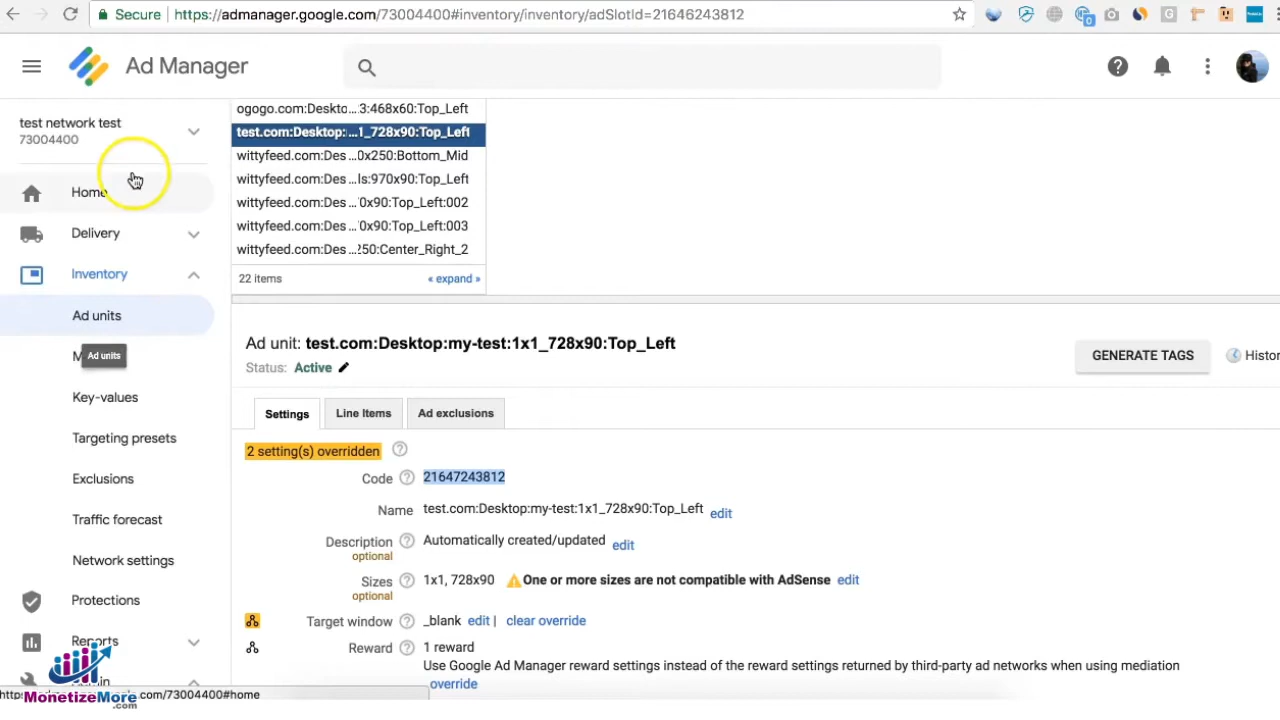 Secure https://admanager.google.com/73004400#inventory/inventory/adSlotId=21646243812
Ad Manager
test network test
73004400
Home
Delivery
Inventory
Ad units
M
Ad units
Key-values
Targeting presets
Exclusions
Traffic forecast
Network settings
Protections
Reports
https://admanager.google.com/73004400#home
MonetizeMore
.com
ogogo.com:Deskto...3:468x60:Top_Left
test.com:Desktop:...1_728x90:Top_Left
wittyfeed.com:Des...0x250:Bottom_Mid
wittyfeed.com:Des...ls:970x90:Top_Left
wittyfeed.com:Des...0x90:Top_Left:002
wittyfeed.com:Des...0x90:Top_Left:003
wittyfeed.com:Des...250:Center_Right_2
22 items « expand »
Ad unit: test.com:Desktop:my-test:1x1_728x90:Top_Left
Status: Active
GENERATE TAGS Histor
Settings Line Items Ad exclusions
2 setting(s) overridden
Code 21647243812
Name test.com:Desktop:my-test:1x1_728x90:Top_Left edit
Description Automatically created/updated edit
optional
Sizes 1x1, 728x90 One or more sizes are not compatible with AdSense edit
optional
Target window _blank edit | clear override
Reward 1 reward
Use Google Ad Manager reward settings instead of the reward settings returned by third-party ad networks when using mediation
override